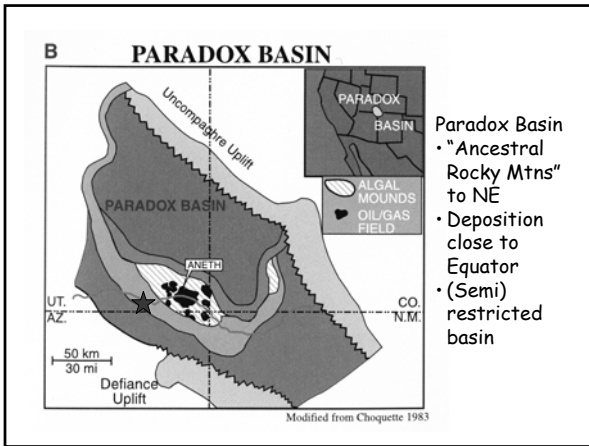 B PARADOX BASIN
Uncompaghre Uplift
PARADOX
BASIN
ALGAL
MOUNDS
OIL/GAS
FIELD
PARADOX BASIN
ANETH
UT.
CO.
AZ.
N.M.
50 km
30 mi
Defiance
Uplift
Modified from Choquette 1983
Paradox Basin
• “Ancestral
Rocky Mtns”
to NE
• Deposition
close to
Equator
• (Semi)
restricted
basin